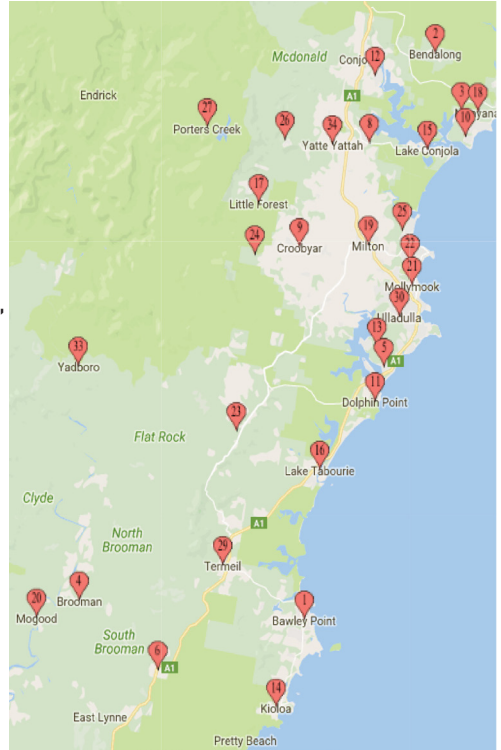 2
Bendalong
Mcdonald
12
Conjo
Endrick
A1
3
18
27
Porters Creek
26
34
Yatte Yattah
8
10
15
Lake Conjola
17
Little Forest
25
24
9
Croobyar
19
Milton
22
21
Mollymook
30
Ulladulla
,
13
33
Yadboro
5
A1
11
Dolphin Point
23
Flat Rock
16
Lake Tabourie
Clyde
A1
North
Brooman
29
Termeil
20
Mogood
4
Brooman
1
Bawley Point
South
Brooman
6
A1
14
Kioloa
East Lynne
Pretty Beach